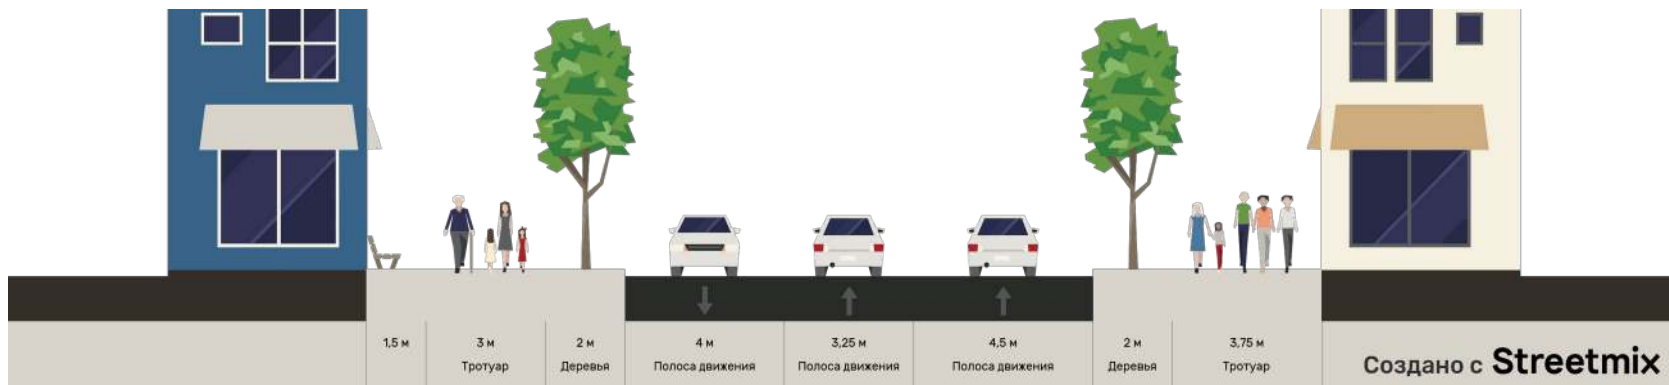 1,5 м
3 м
Тротуар
2 м
Деревья
4 м
Полоса движения
3,25 м
Полоса движения
4,5 м
Полоса движения
2 м
Деревья
3,75 м
Тротуар
Создано с Streetmix